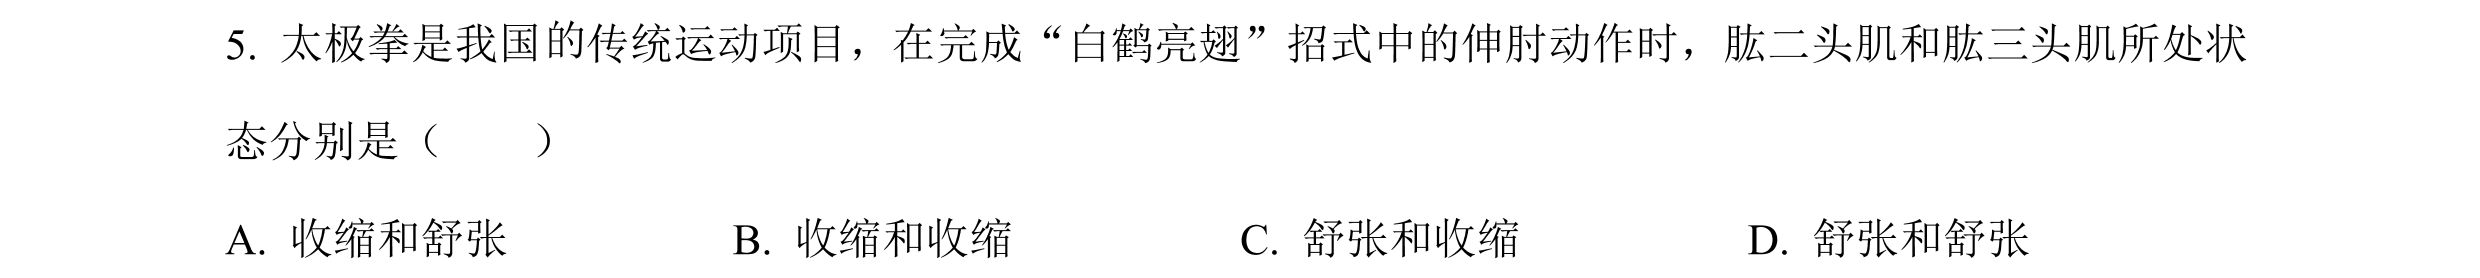 5. 太极拳是我国的传统运动项目，在完成“白鹤亮翅”招式中的伸肘动作时，肱二头肌和肱三头肌所处状
态分别是（  ）
A. 收缩和舒张 B. 收缩和收缩 C. 舒张和收缩 D. 舒张和舒张